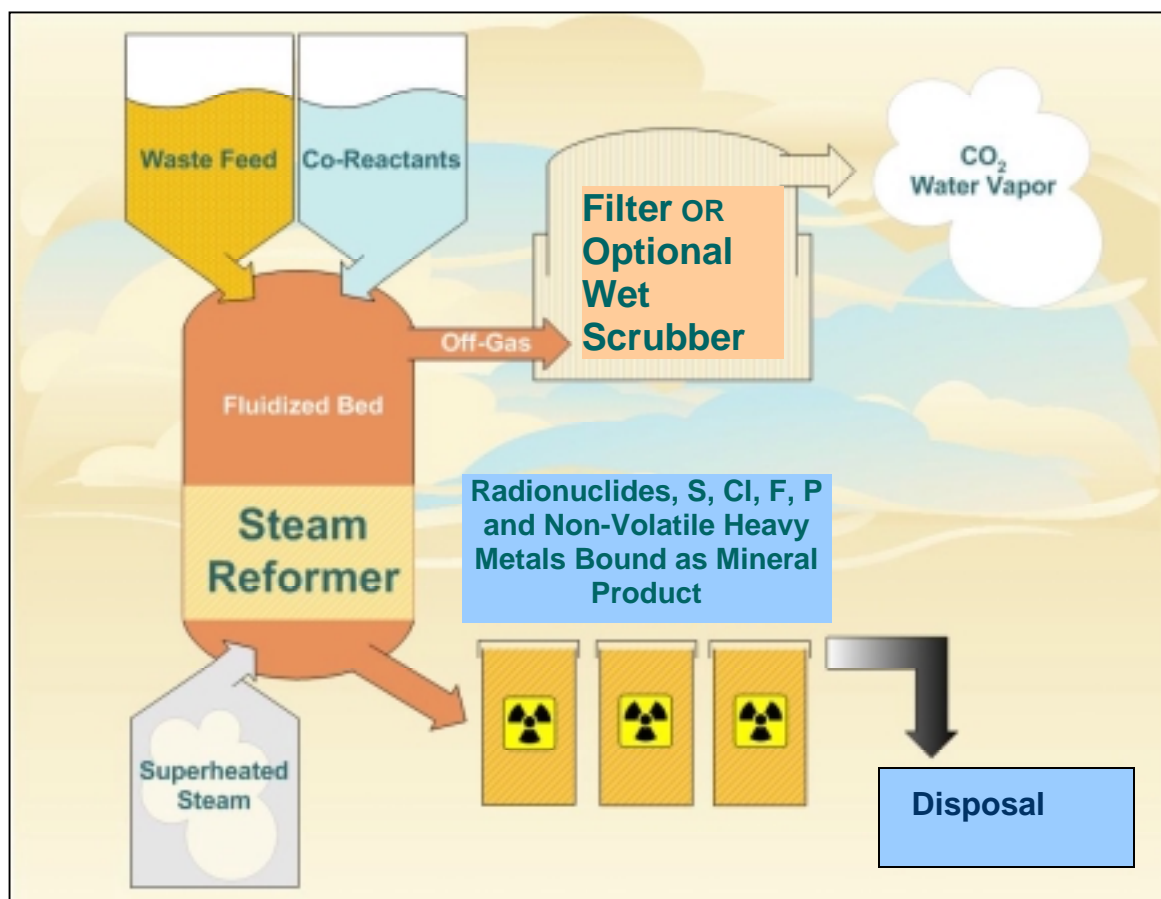 Waste Feed
Co-Reactants
CO₂
Water Vapor
Filter OR
Optional
Wet
Scrubber
Off-Gas
Fluidized Bed
Steam
Reformer
Radionuclides, S, Cl, F, P
and Non-Volatile Heavy
Metals Bound as Mineral
Product
Superheated
Steam
Disposal